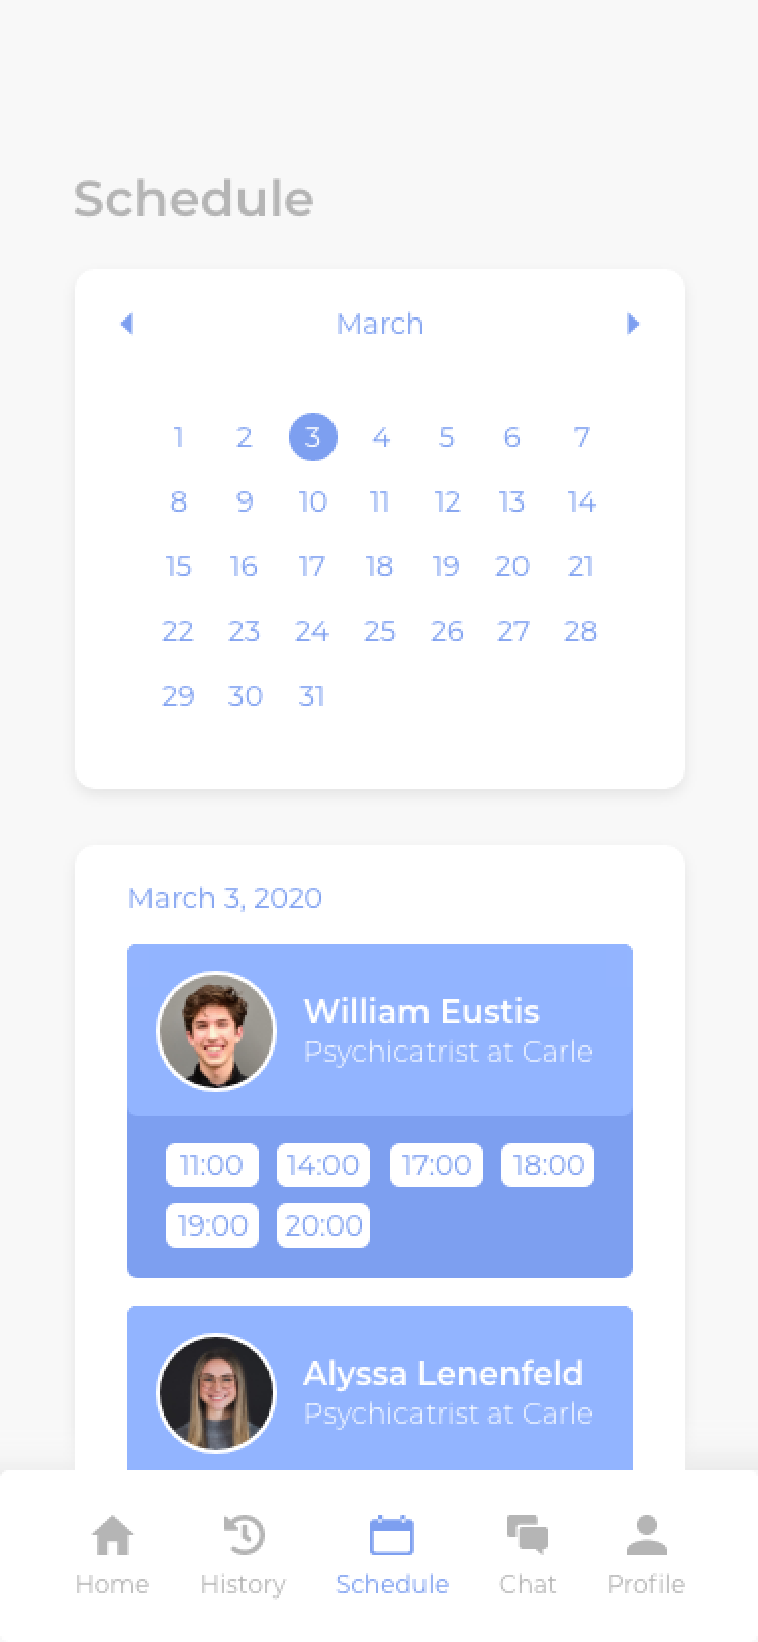 Schedule
March
1 2 3 4 5 6 7
8 9 10 11 12 13 14
15 16 17 18 19 20 21
22 23 24 25 26 27 28
29 30 31
March 3, 2020
William Eustis
Psychicatrist at Carle
11:00 14:00 17:00 18:00
19:00 20:00
Alyssa Lenenfeld
Psychicatrist at Carle
Home History Schedule Chat Profile